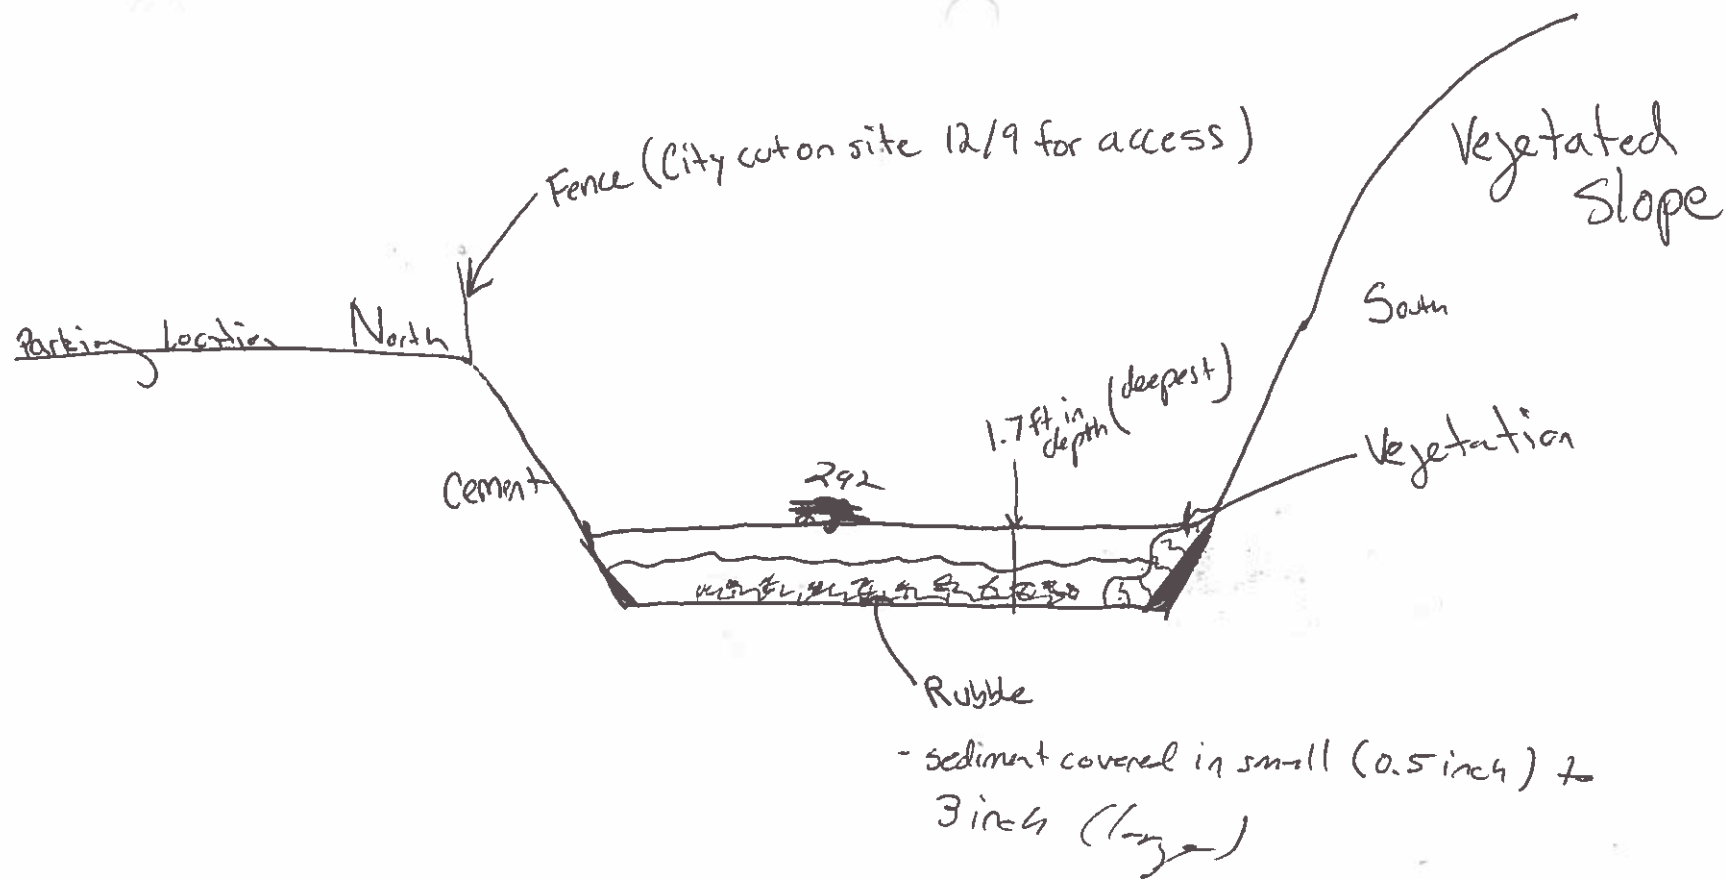 Vegetated
Slope
Fence (City cut on site 12/9 for access)
Parking Location
North
South
1.7 ft in
depth (deepest)
Vegetation
292
Cement
Rubble
- sediment covered in small (0.5 inch) to
3 inch (larger)